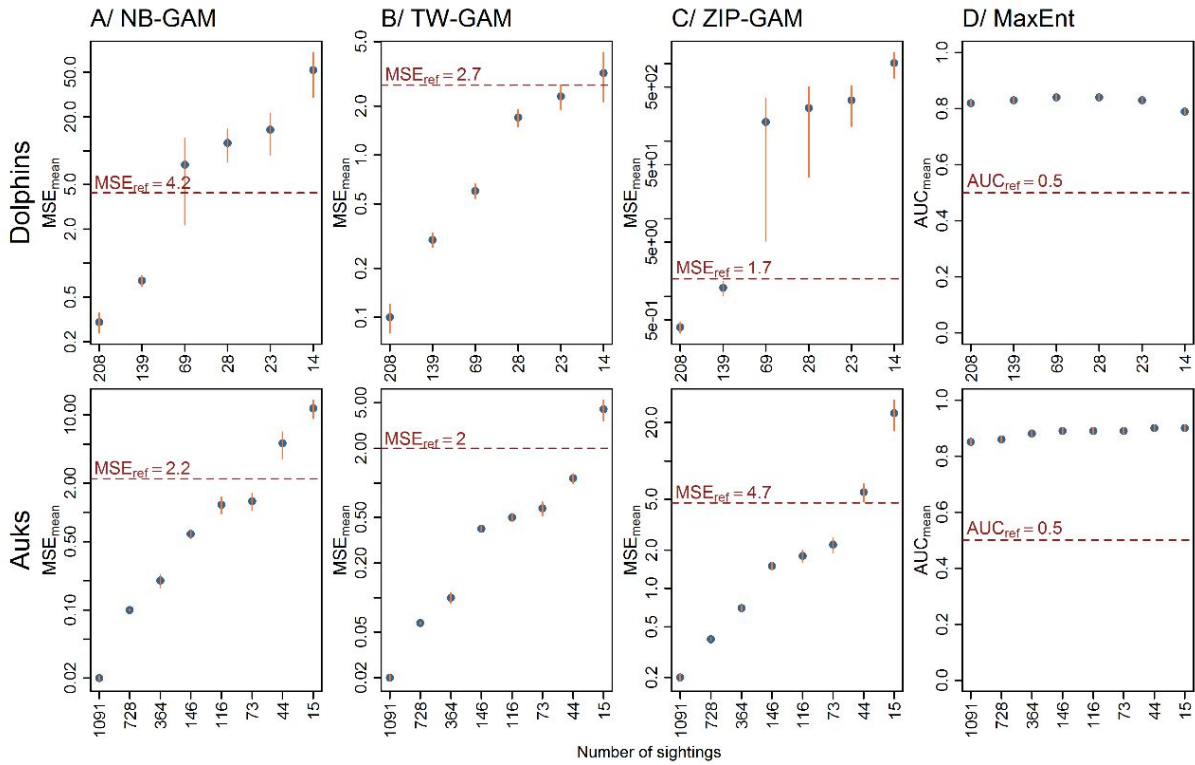 A/ NB-GAM
B/ TW-GAM
C/ ZIP-GAM
D/ MaxEnt
Dolphins
MSEmean
50.0
20.0
5.0
2.0
0.5
0.2
MSEref = 4.2
208 139 69 28 23 14
MSEmean
5.0
2.0
1.0
0.5
0.2
0.1
MSEref = 2.7
208 139 69 28 23 14
MSEmean
5e+02
5e+01
5e+00
5e-01
MSEref = 1.7
208 139 69 28 23 14
AUCmean
1.0
0.8
0.6
0.4
0.2
0.0
AUCref = 0.5
208 139 69 28 23 14
Auks
MSEmean
10.00
2.00
0.50
0.10
0.02
MSEref = 2.2
1091 728 364 146 116 73 44 15
MSEmean
5.00
2.00
0.50
0.20
0.05
0.02
MSEref = 2
1091 728 364 146 116 73 44 15
MSEmean
20.0
5.0
2.0
1.0
0.5
0.2
MSEref = 4.7
1091 728 364 146 116 73 44 15
AUCmean
1.0
0.8
0.6
0.4
0.2
0.0
AUCref = 0.5
1091 728 364 146 116 73 44 15
Number of sightings